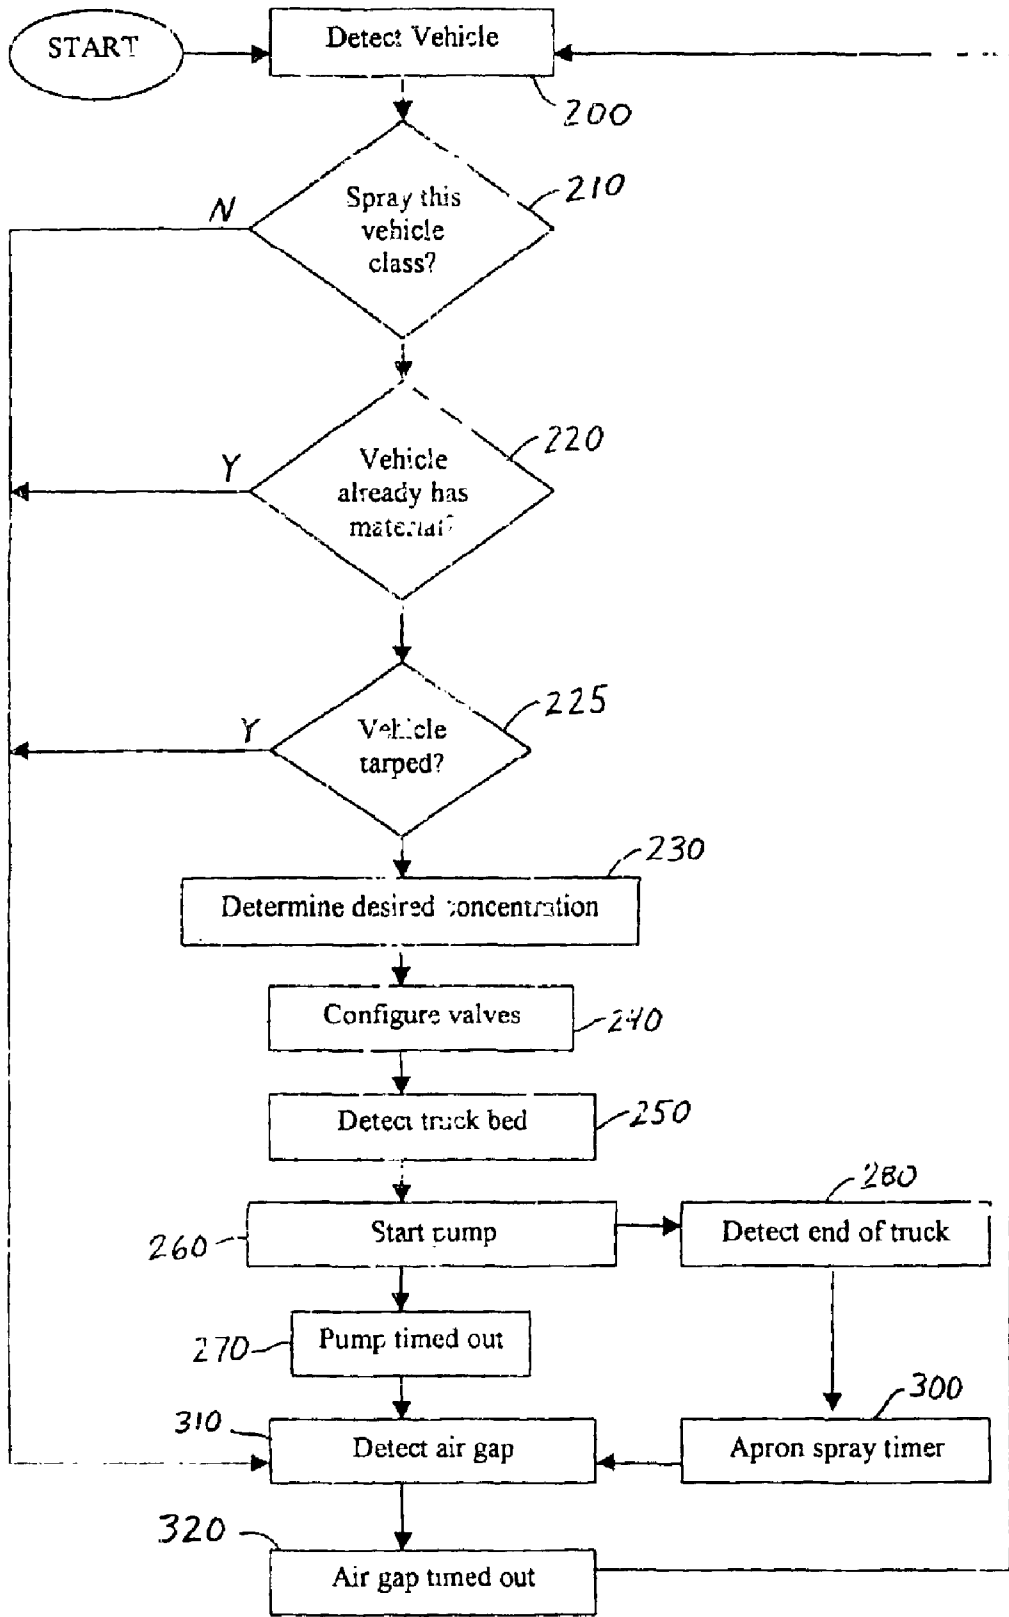 START
Detect Vehicle
200
Spray this
vehicle
class?
210
N
Vehicle
already has
material?
220
Y
Vehicle
tarped?
225
Y
230
Determine desired concentration
Configure valves
240
Detect truck bed
250
Start pump
260
280
Detect end of truck
Pump timed out
270
310
Detect air gap
300
Apron spray timer
320
Air gap timed out